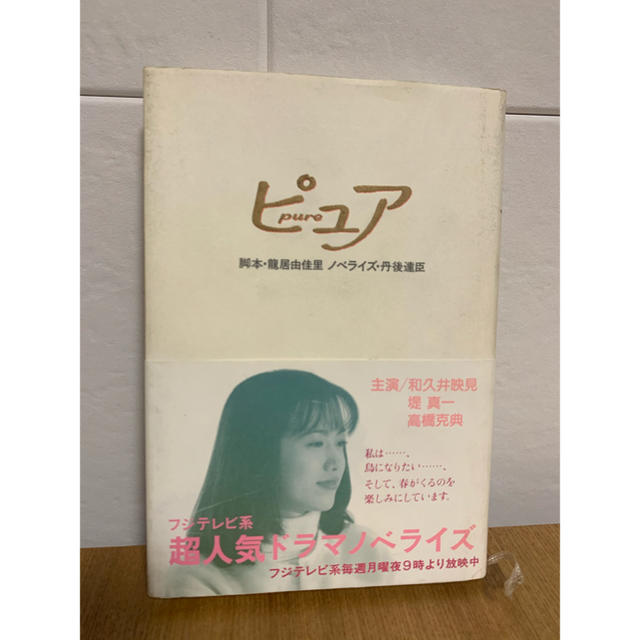 ピュア
pure
脚本・龍居由佳里 ノベライズ・丹後達臣
主演/和久井映見
堤 真一
高橋克典
私は……、
鳥になりたい……、
そして、春がくるのを
楽しみにしています。
フジテレビ系
超人気ドラマノベライズ
フジテレビ系毎週月曜夜9時より放映中